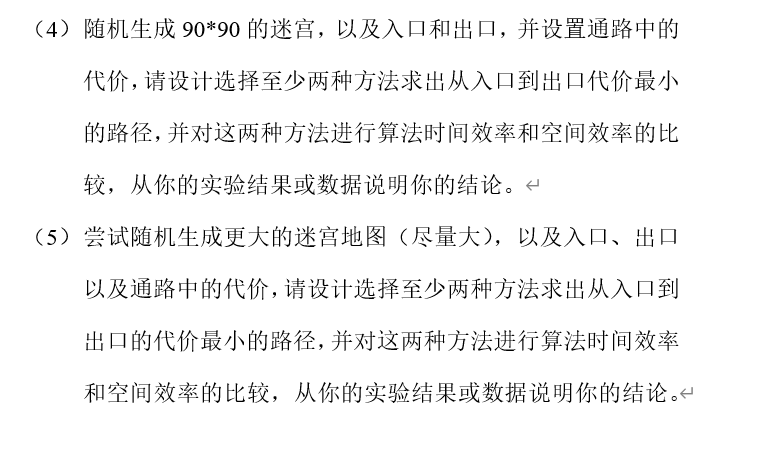 （4）随机生成 90*90 的迷宫，以及入口和出口，并设置通路中的
代价，请设计选择至少两种方法求出从入口到出口代价最小
的路径，并对这两种方法进行算法时间效率和空间效率的比
较，从你的实验结果或数据说明你的结论。↵
（5）尝试随机生成更大的迷宫地图（尽量大），以及入口、出口
以及通路中的代价，请设计选择至少两种方法求出从入口到
出口的代价最小的路径，并对这两种方法进行算法时间效率
和空间效率的比较，从你的实验结果或数据说明你的结论。↵